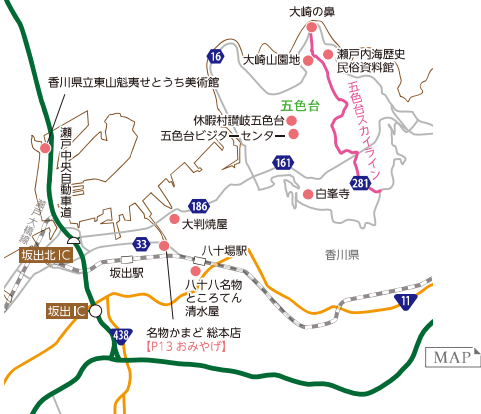 大崎の鼻
16
大崎山園地
瀬戸内海歴史
民俗資料館
香川県立東山魁夷せとうち美術館
五色台
休暇村讃岐五色台
五色台ビジターセンター
五色台スカイライン
瀬戸中央自動車道
161
281
白峯寺
186
大判焼屋
瀬戸大橋線
33
坂出北IC
坂出駅
八十場駅
香川県
八十八名物
ところてん
清水屋
坂出IC
11
438
名物かまど 総本店
【P13 おみやげ】
MAP